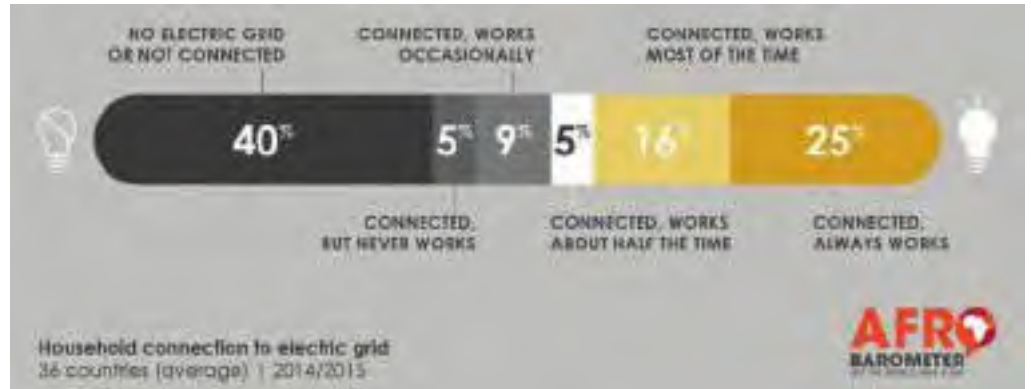 NO ELECTRIC GRID
OR NOT CONNECTED
CONNECTED, WORKS
OCCASIONALLY
CONNECTED, WORKS
MOST OF THE TIME
40%
5%
9%
5%
16%
25%
CONNECTED,
BUT NEVER WORKS
CONNECTED, WORKS
ABOUT HALF THE TIME
CONNECTED,
ALWAYS WORKS
Household connection to electric grid
36 countries (average) | 2014/2015
AFRO
BAROMETER